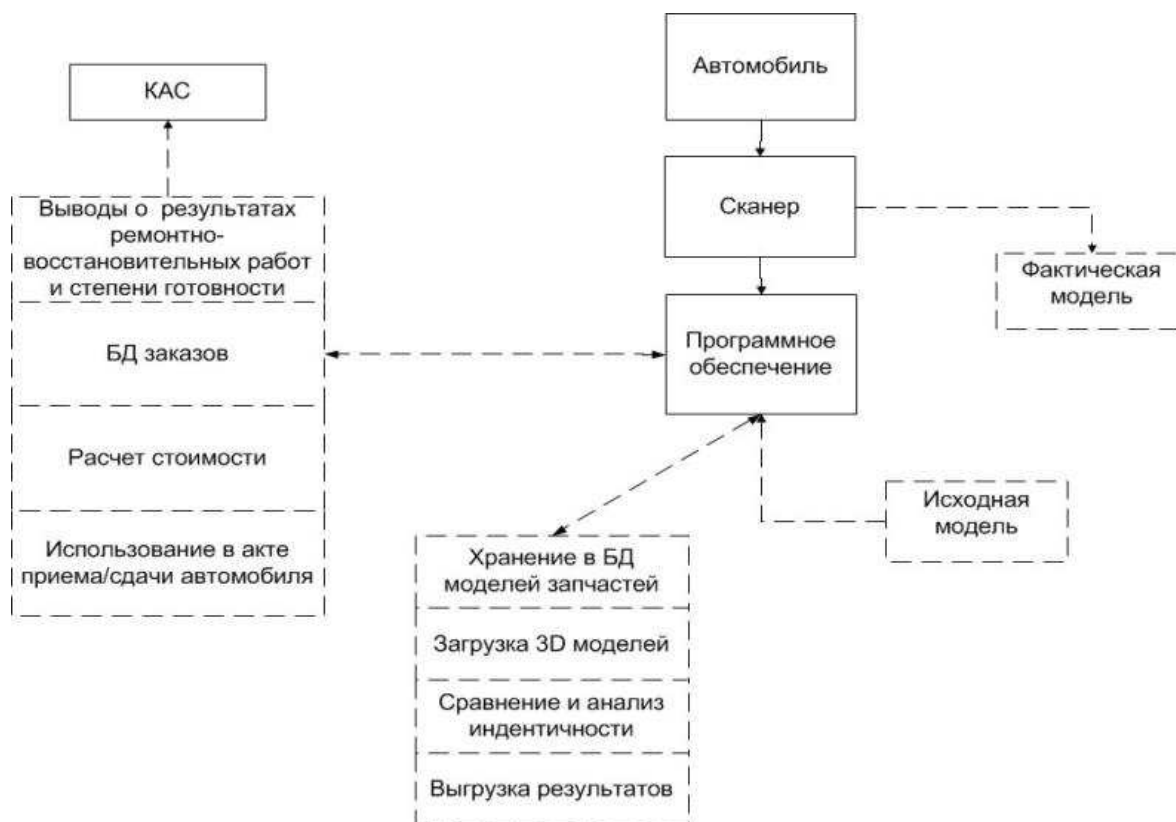 Автомобиль
КАС
Сканер
Выводы о результатах
ремонтно-
восстановительных работ
и степени готовности
Фактическая
модель
Программное
обеспечение
БД заказов
Расчет стоимости
Исходная
модель
Использование в акте
приема/сдачи автомобиля
Хранение в БД
моделей запчастей
Загрузка 3D моделей
Сравнение и анализ
индентичности
Выгрузка результатов